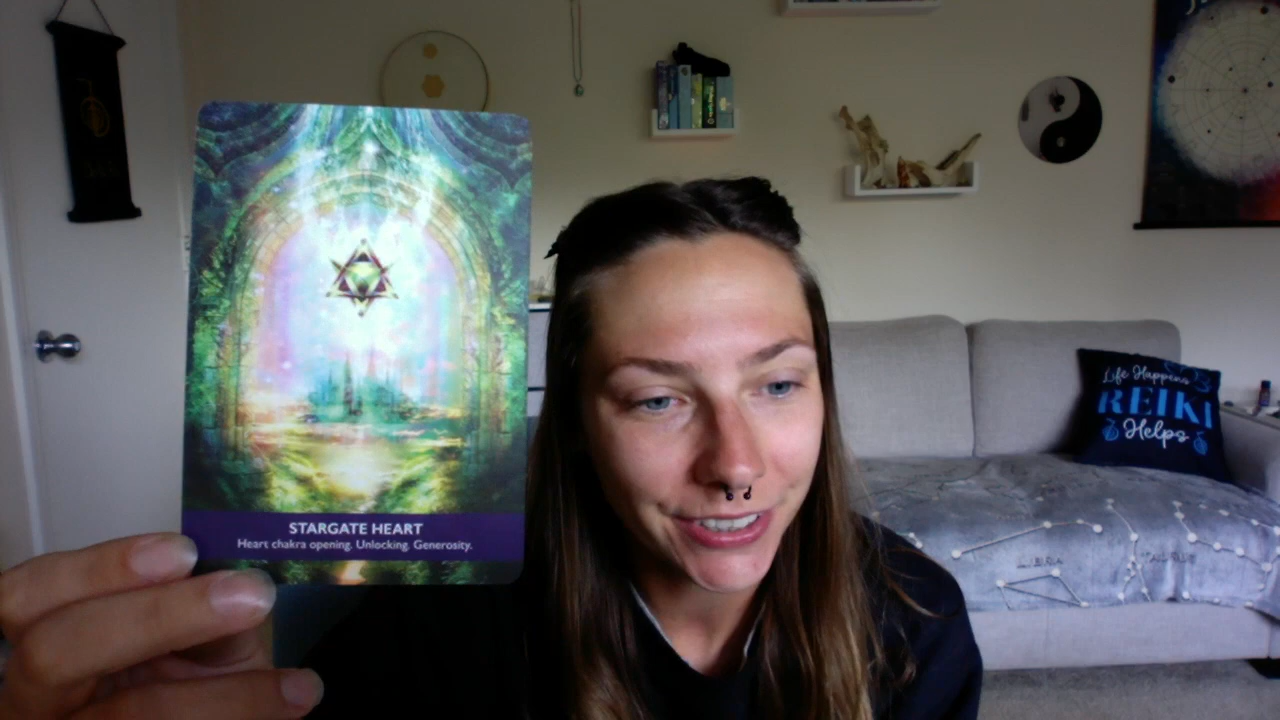 STARGATE HEART
Heart chakra opening. Unlocking. Generosity.
Life Happens
REIKI
Helps
LIBRA